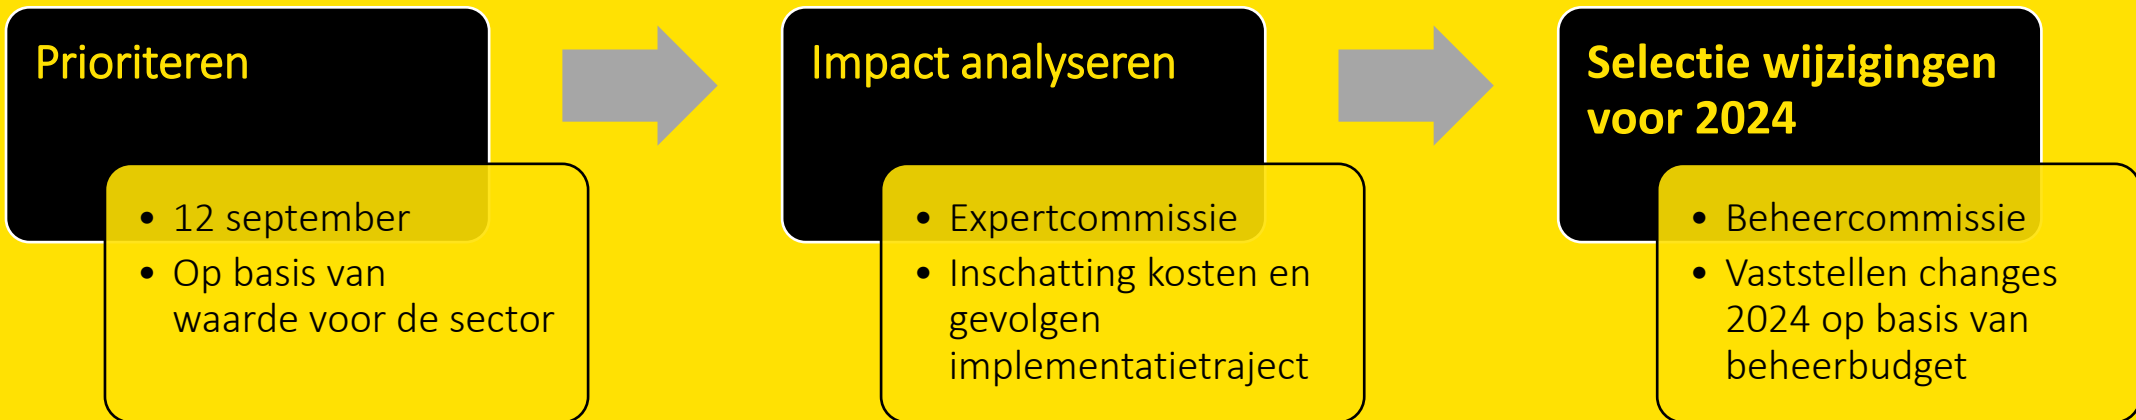 Prioriteren
• 12 september
• Op basis van
waarde voor de sector
Impact analyseren
• Expertcommissie
• Inschatting kosten en
gevolgen
implementatietraject
Selectie wijzigingen
voor 2024
• Beheercommissie
• Vaststellen changes
2024 op basis van
beheerbudget